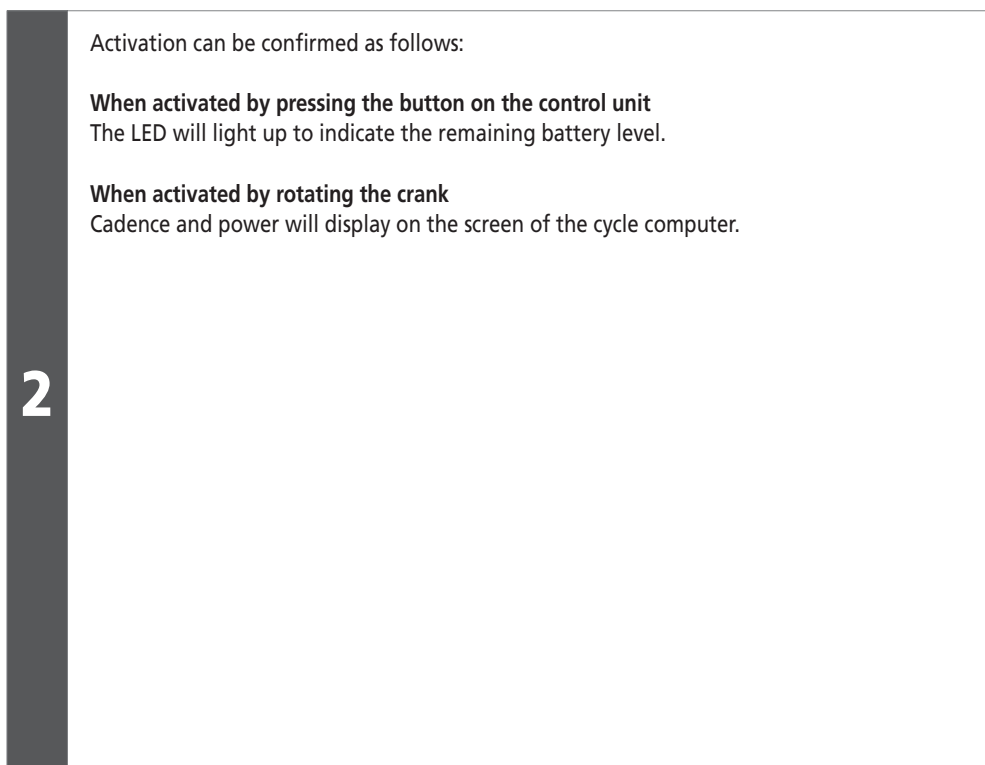 Activation can be confirmed as follows:
When activated by pressing the button on the control unit
The LED will light up to indicate the remaining battery level.
When activated by rotating the crank
Cadence and power will display on the screen of the cycle computer.
2